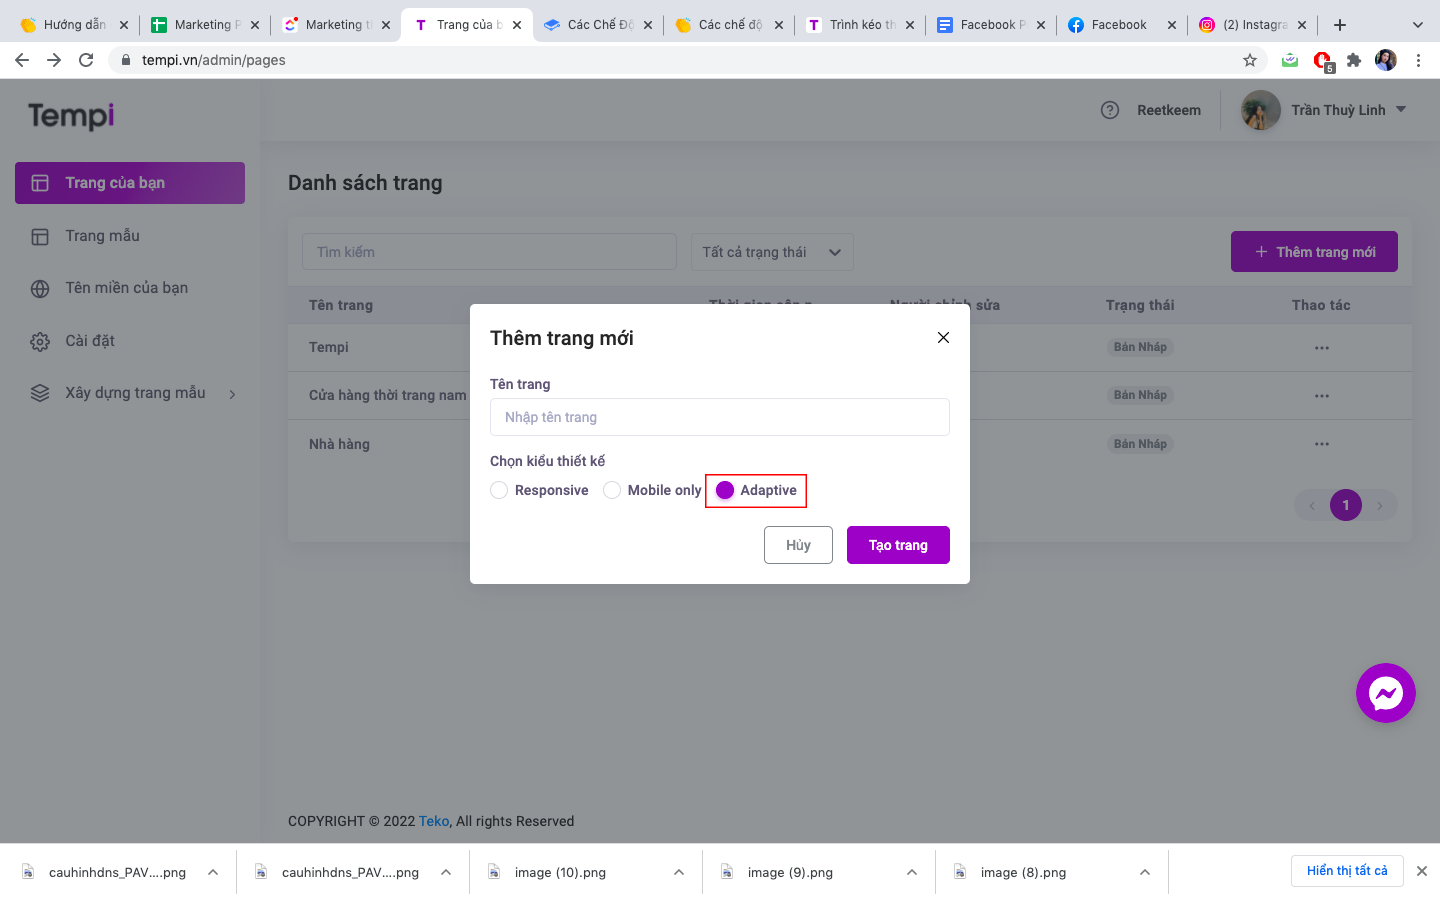 Hướng dẫn
Marketing P
Marketing th
Trang của b
Các Chế Độ
Các chế độ
Trình kéo th
Facebook P
Facebook
(2) Instagra
tempi.vn/admin/pages
5
Tempi
Reetkeem
Trần Thuỳ Linh
Trang của bạn
Trang mẫu
Tên miền của bạn
Cài đặt
Xây dựng trang mẫu
Danh sách trang
Tìm kiếm
Tất cả trạng thái
Thêm trang mới
Tên trang
Trạng thái
Thao tác
Tempi
Bản Nháp
Cửa hàng thời trang nam
Bản Nháp
Nhà hàng
Bản Nháp
1
Thêm trang mới
Tên trang
Nhập tên trang
Chọn kiểu thiết kế
Responsive
Mobile only
Adaptive
Hủy
Tạo trang
COPYRIGHT © 2022 Teko, All rights Reserved
cauhinhdns_PAV....png
cauhinhdns_PAV....png
image (10).png
image (9).png
image (8).png
Hiển thị tất cả